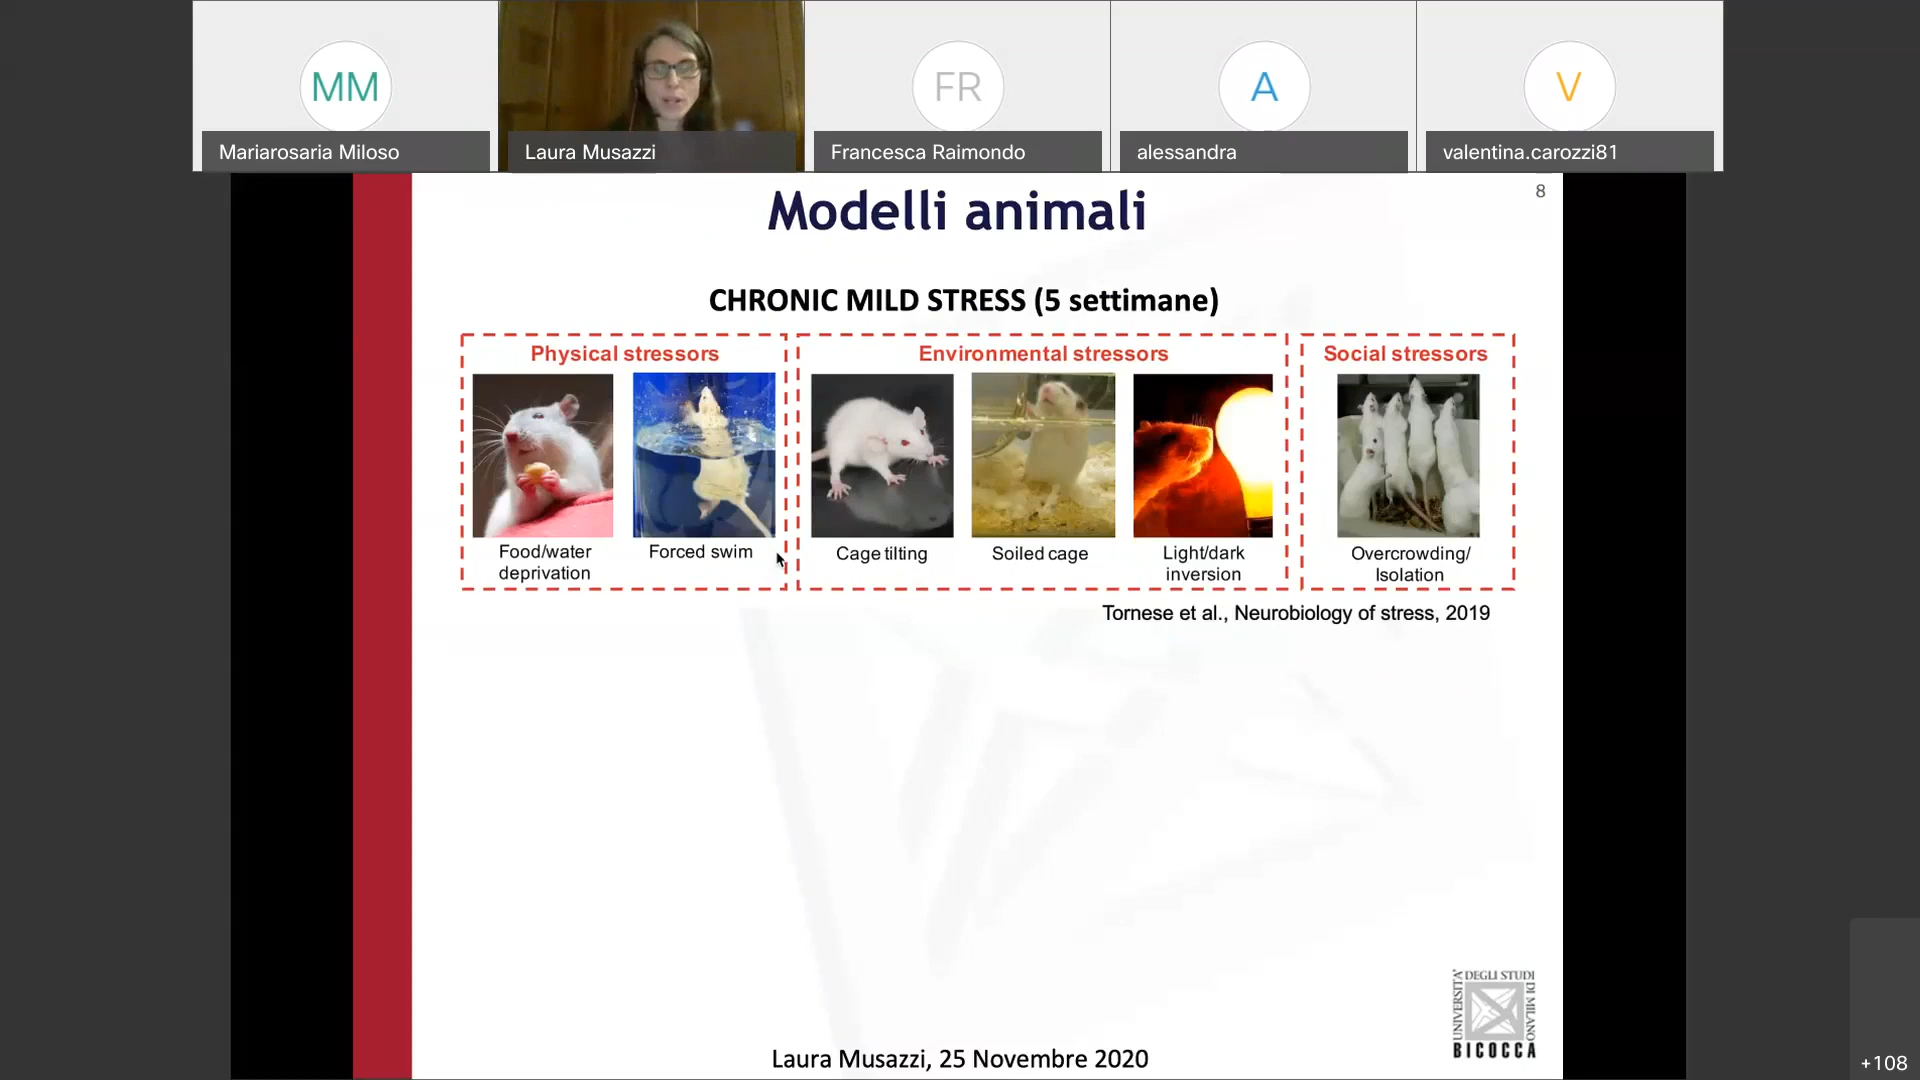 MM
FR
A
V
Mariarosaria Miloso
Laura Musazzi
Francesca Raimondo
alessandra
valentina.carozzi81
8
Modelli animali
CHRONIC MILD STRESS (5 settimane)
Physical stressors
Environmental stressors
Social stressors
Food/water
deprivation
Forced swim
Cage tilting
Soiled cage
Light/dark
inversion
Overcrowding/
Isolation
Tornese et al., Neurobiology of stress, 2019
UNIVERSITA'
DEGLI STUDI
DI MILANO
BICOCCA
Laura Musazzi, 25 Novembre 2020
+108